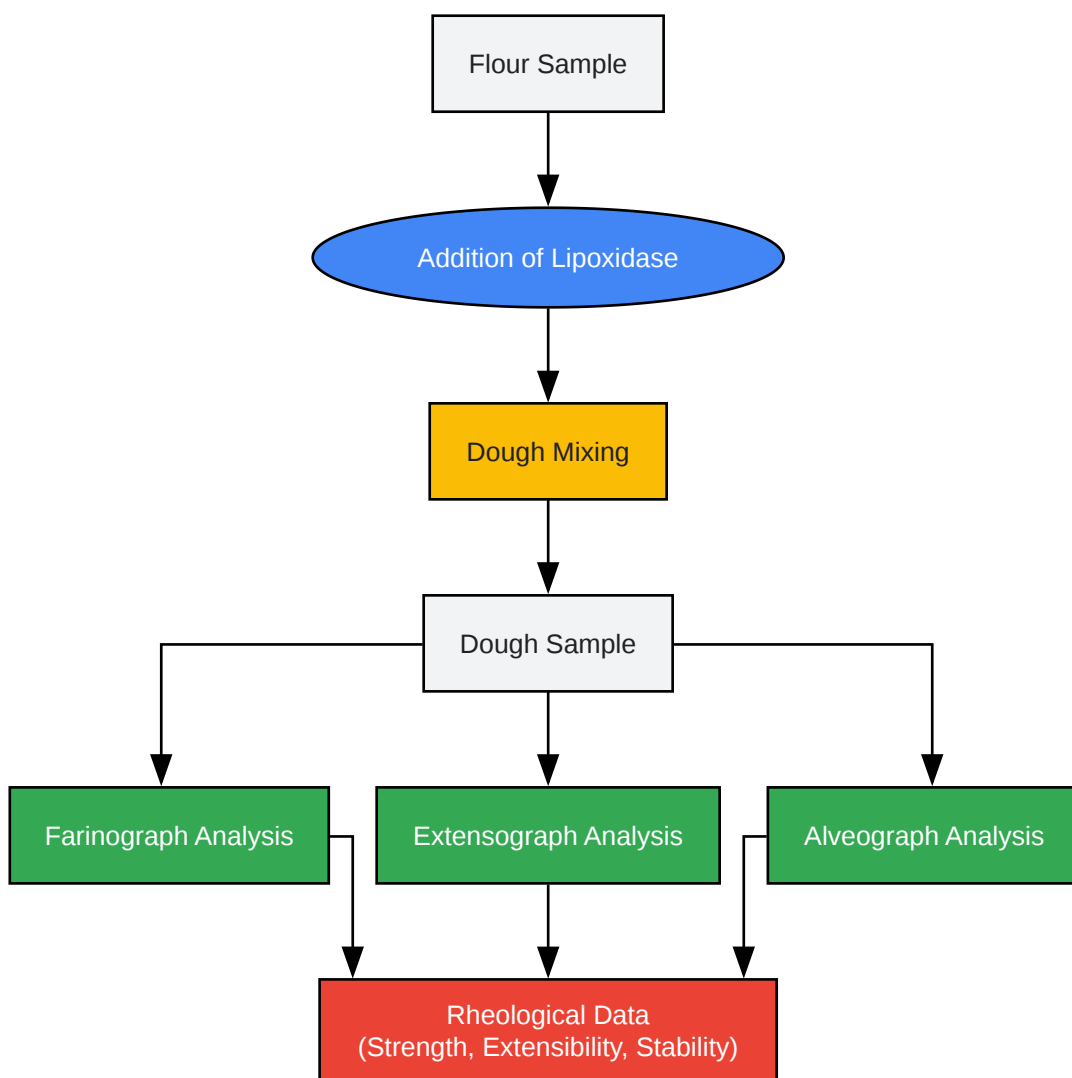 Flour Sample
Addition of Lipoxidase
Dough Mixing
Dough Sample
Farinograph Analysis
Extensograph Analysis
Alveograph Analysis
Rheological Data
(Strength, Extensibility, Stability)